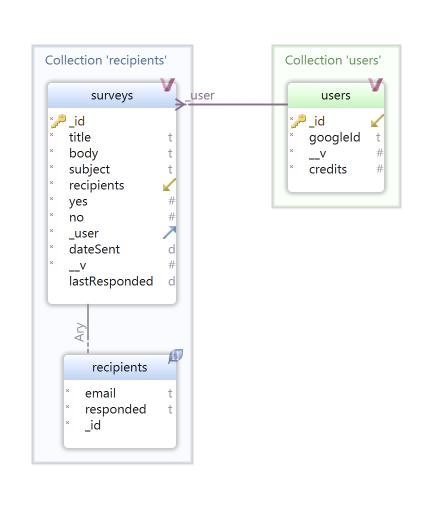 Collection 'recipients'
surveys
_id
title t
body t
subject t
recipients
yes #
no #
_user
dateSent d
__v #
lastResponded d
Ary
recipients
email t
responded t
_id
_user
Collection 'users'
users
_id
googleId t
__v #
credits #